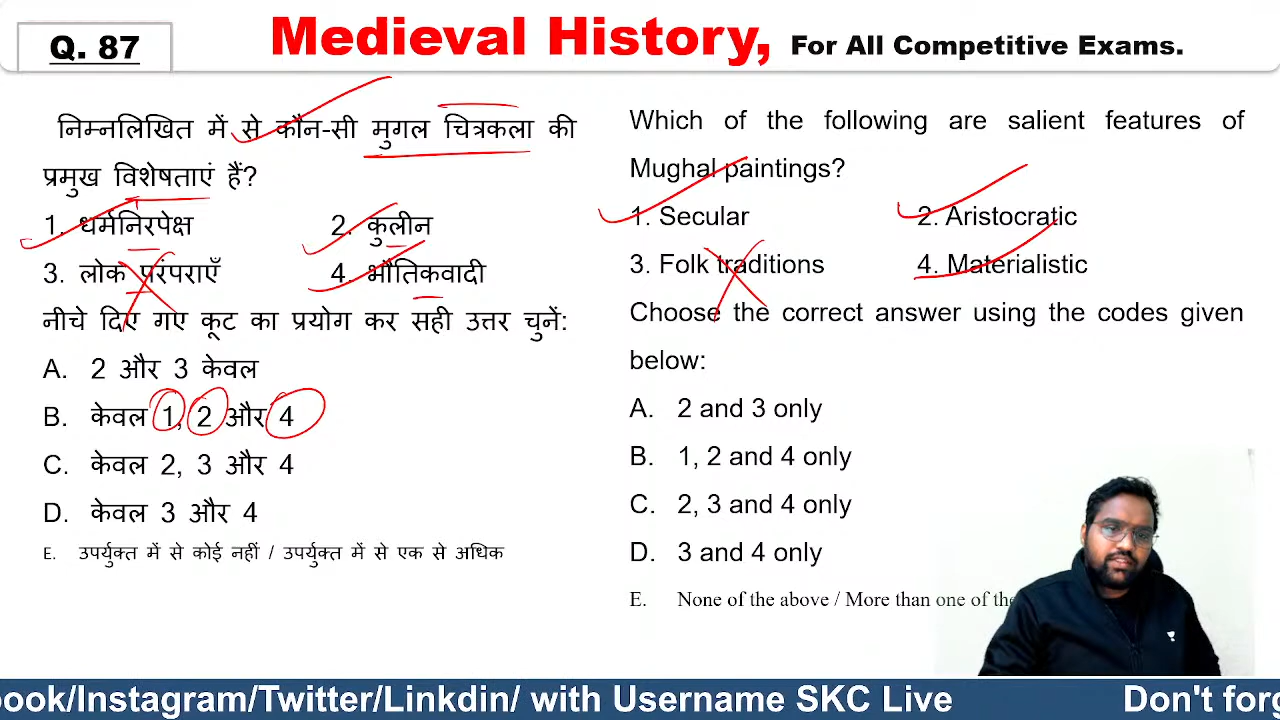 Q. 87
Medieval History, For All Competitive Exams.
निम्नलिखित में से कौन-सी मुगल चित्रकला की
प्रमुख विशेषताएं हैं?
1. धर्मनिरपेक्ष 2. कुलीन
3. लोक परंपराएँ 4. भौतिकवादी
नीचे दिए गए कूट का प्रयोग कर सही उत्तर चुनें:
A. 2 और 3 केवल
B. केवल 1, 2 और 4
C. केवल 2, 3 और 4
D. केवल 3 और 4
E. उपर्युक्त में से कोई नहीं / उपर्युक्त में से एक से अधिक
Which of the following are salient features of
Mughal paintings?
1. Secular 2. Aristocratic
3. Folk traditions 4. Materialistic
Choose the correct answer using the codes given
below:
A. 2 and 3 only
B. 1, 2 and 4 only
C. 2, 3 and 4 only
D. 3 and 4 only
E. None of the above / More than one of the
book/Instagram/Twitter/Linkdin/ with Username SKC Live Don't forg